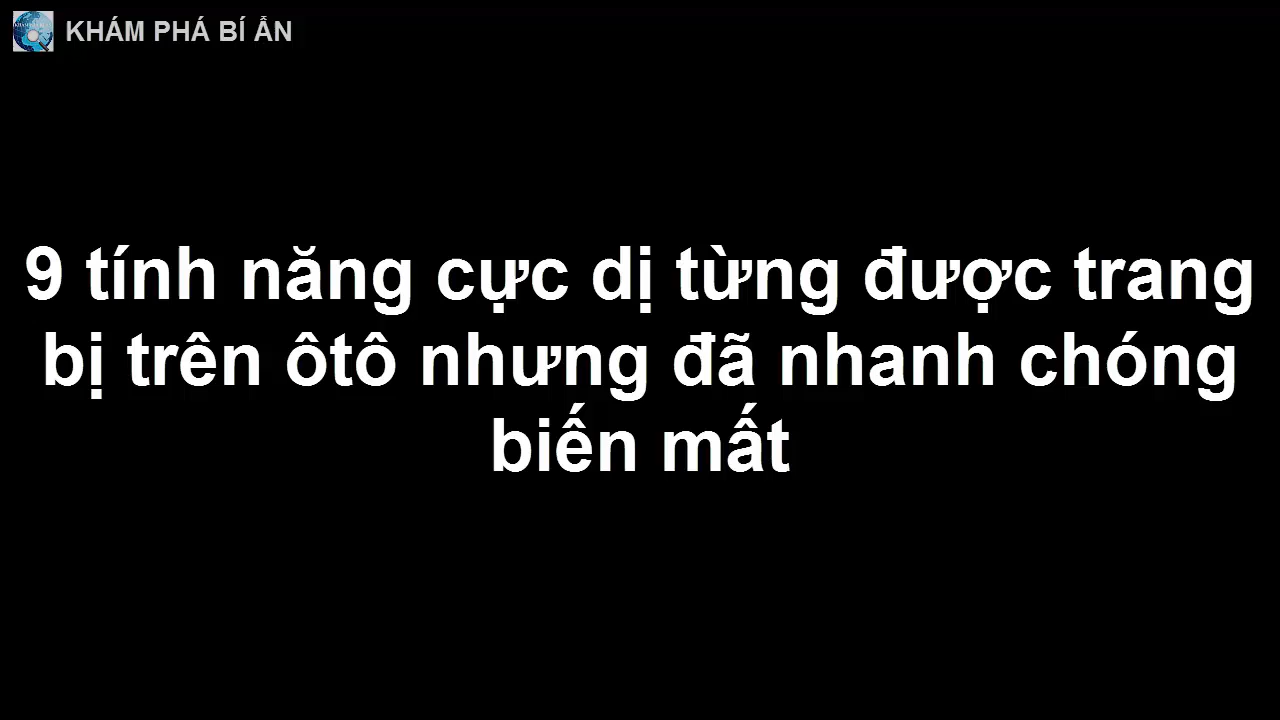 KHÁM PHÁ BÍ ẨN
9 tính năng cực dị từng được trang
bị trên ôtô nhưng đã nhanh chóng
biến mất